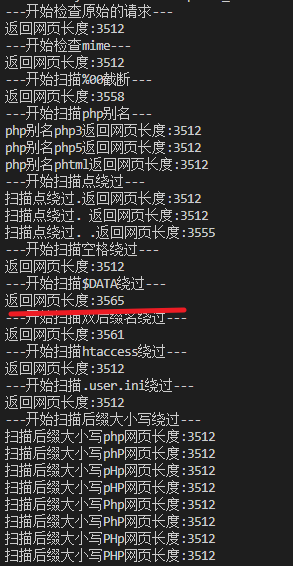 ---开始检查原始的请求---
返回网页长度:3512
---开始检查mime---
返回网页长度:3512
---开始扫描%00截断---
返回网页长度:3558
---开始扫描php别名---
php别名php3返回网页长度:3512
php别名php5返回网页长度:3512
php别名phtml返回网页长度:3512
---开始扫描点绕过---
扫描点绕过.返回网页长度:3512
扫描点绕过. 返回网页长度:3512
扫描点绕过. .返回网页长度:3555
---开始扫描空格绕过---
返回网页长度:3512
---开始扫描$DATA绕过---
返回网页长度:3565
---开始扫描双后缀名绕过---
返回网页长度:3561
---开始扫描htaccess绕过---
返回网页长度:3512
---开始扫描.user.ini绕过---
返回网页长度:3512
---开始扫描后缀大小写绕过---
扫描后缀大小写php网页长度:3512
扫描后缀大小写phP网页长度:3512
扫描后缀大小写pHp网页长度:3512
扫描后缀大小写pHP网页长度:3512
扫描后缀大小写Php网页长度:3512
扫描后缀大小写PhP网页长度:3512
扫描后缀大小写PHp网页长度:3512
扫描后缀大小写PHP网页长度:3512